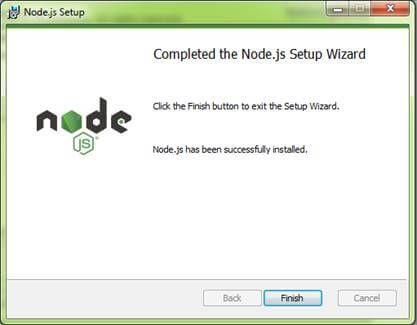 Node.js Setup
Completed the Node.js Setup Wizard
Click the Finish button to exit the Setup Wizard.
node
JS
Node.js has been successfully installed.
Back
Finish
Cancel